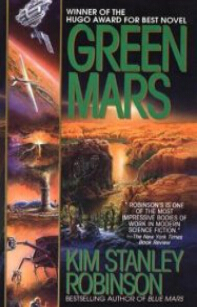 WINNER OF THE
HUGO AWARD FOR BEST NOVEL
GREEN
MARS
"ROBINSON'S IS ONE
OF THE MOST
IMPRESSIVE BODIES OF
WORK IN MODERN
SCIENCE FICTION."
—The New York Times
Book Review
KIM STANLEY
ROBINSON
BESTSELLING AUTHOR OF BLUE MARS